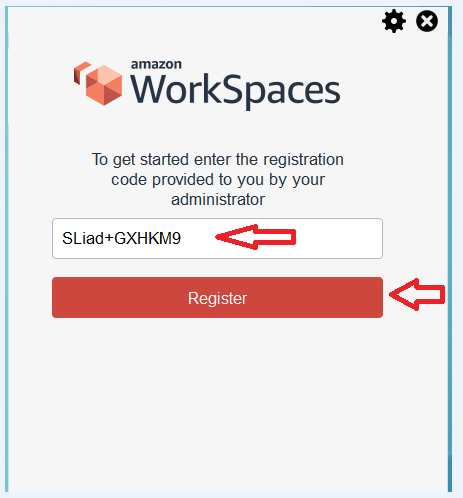 amazon
WorkSpaces
To get started enter the registration
code provided to you by your
administrator
SLiad+GXHKM9
Register